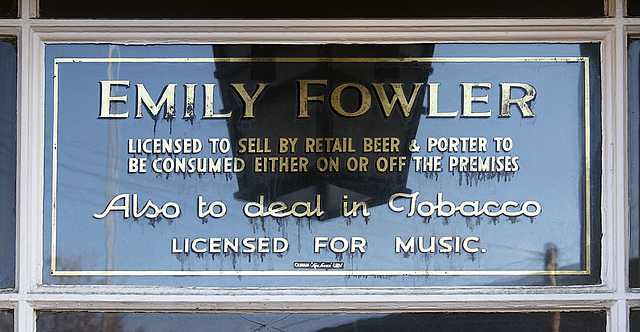 EMILY FOWLER
LICENSED TO SELL BY RETAIL BEER & PORTER TO
BE CONSUMED EITHER ON OR OFF THE PREMISES
Also to deal in Tobacco
LICENSED FOR MUSIC.